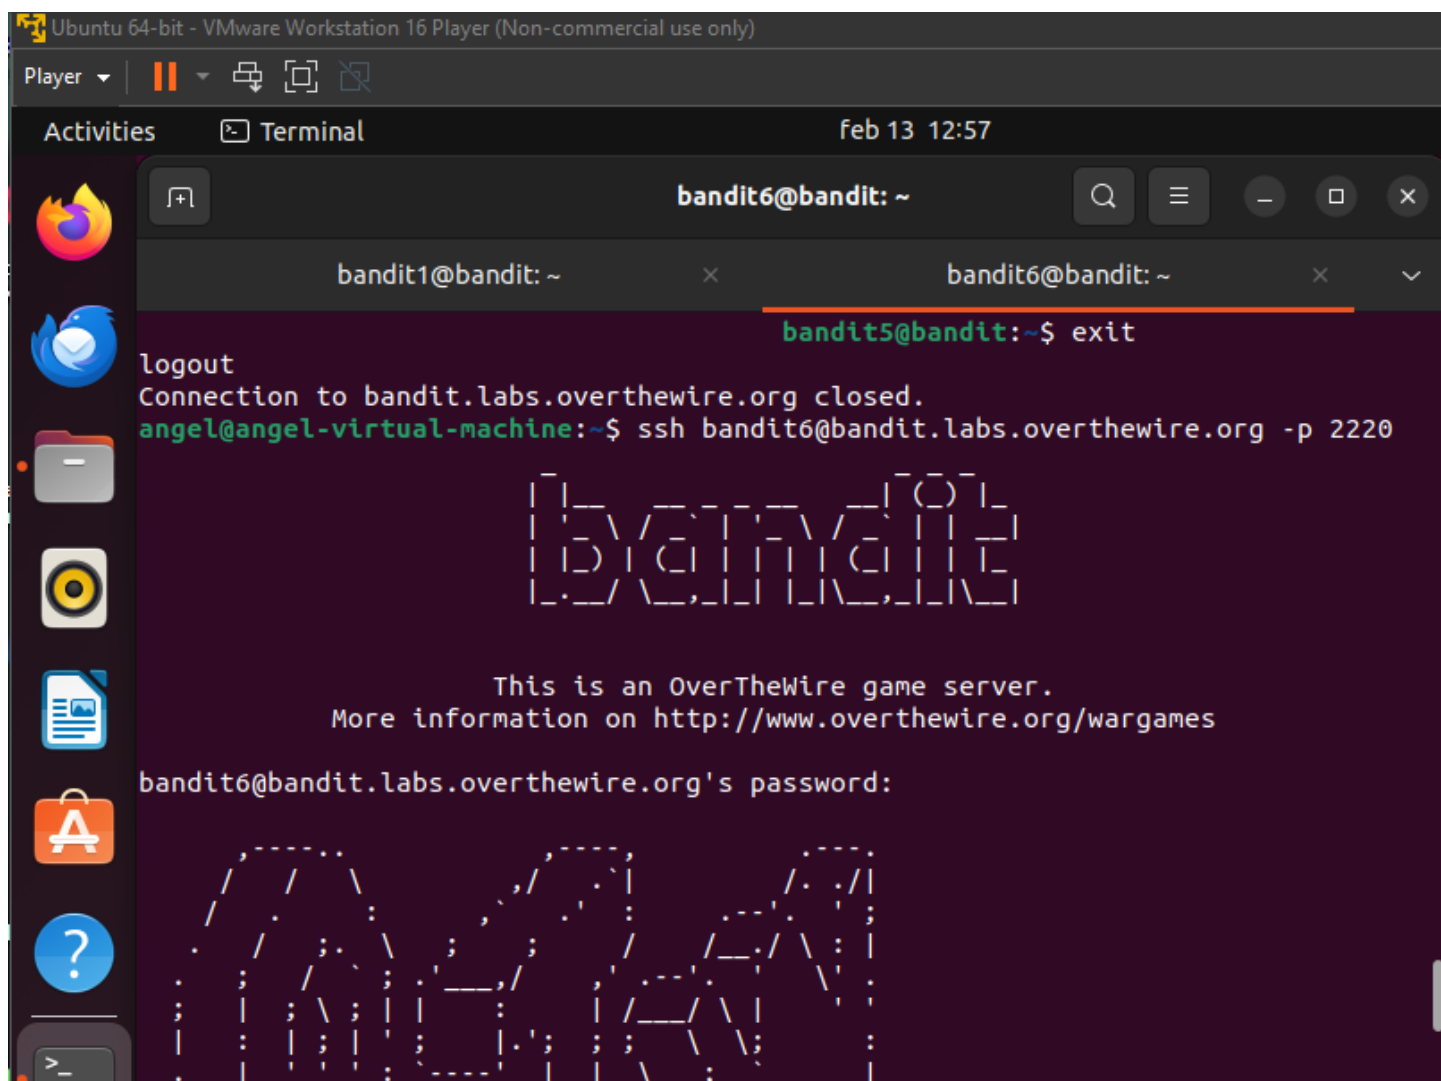 Ubuntu 64-bit - VMware Workstation 16 Player (Non-commercial use only)
Player
Activities
Terminal
feb 13 12:57
bandit6@bandit: ~
bandit1@bandit: ~
bandit6@bandit: ~
bandit5@bandit:~$ exit
logout
Connection to bandit.labs.overthewire.org closed.
angel@angel-virtual-machine:~$ ssh bandit6@bandit.labs.overthewire.org -p 2220
bandit
This is an OverTheWire game server.
More information on http://www.overthewire.org/wargames
bandit6@bandit.labs.overthewire.org's password: